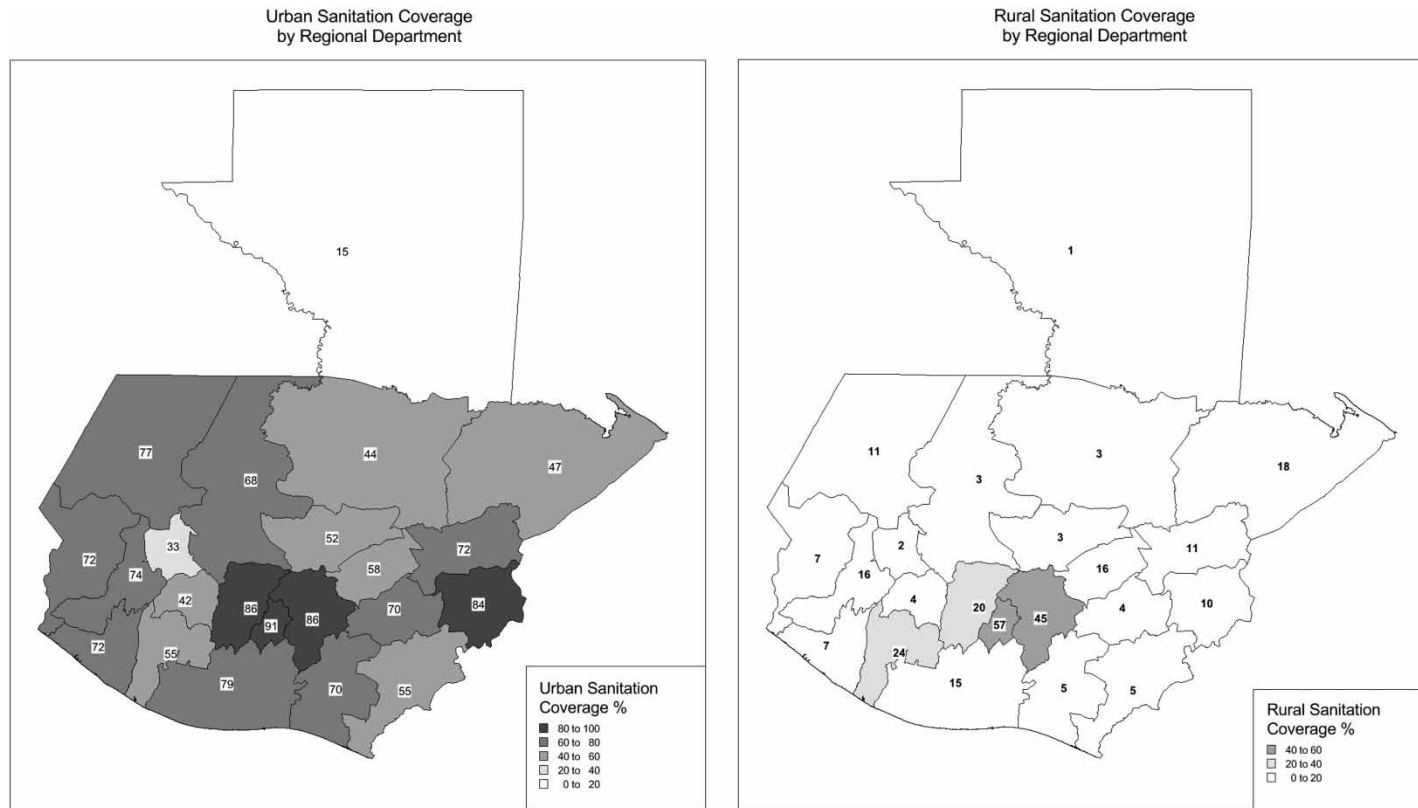 Urban Sanitation Coverage
by Regional Department
15
77
44
47
68
33
52
72
72
74
58
42
86
86
70
84
91
72
55
79
70
55
Urban Sanitation
Coverage %
80 to 100
60 to 80
40 to 60
20 to 40
0 to 20
Rural Sanitation Coverage
by Regional Department
1
11
3
18
3
2
3
11
7
16
16
4
20
45
4
10
57
7
24
15
5
5
Rural Sanitation
Coverage %
40 to 60
20 to 40
0 to 20